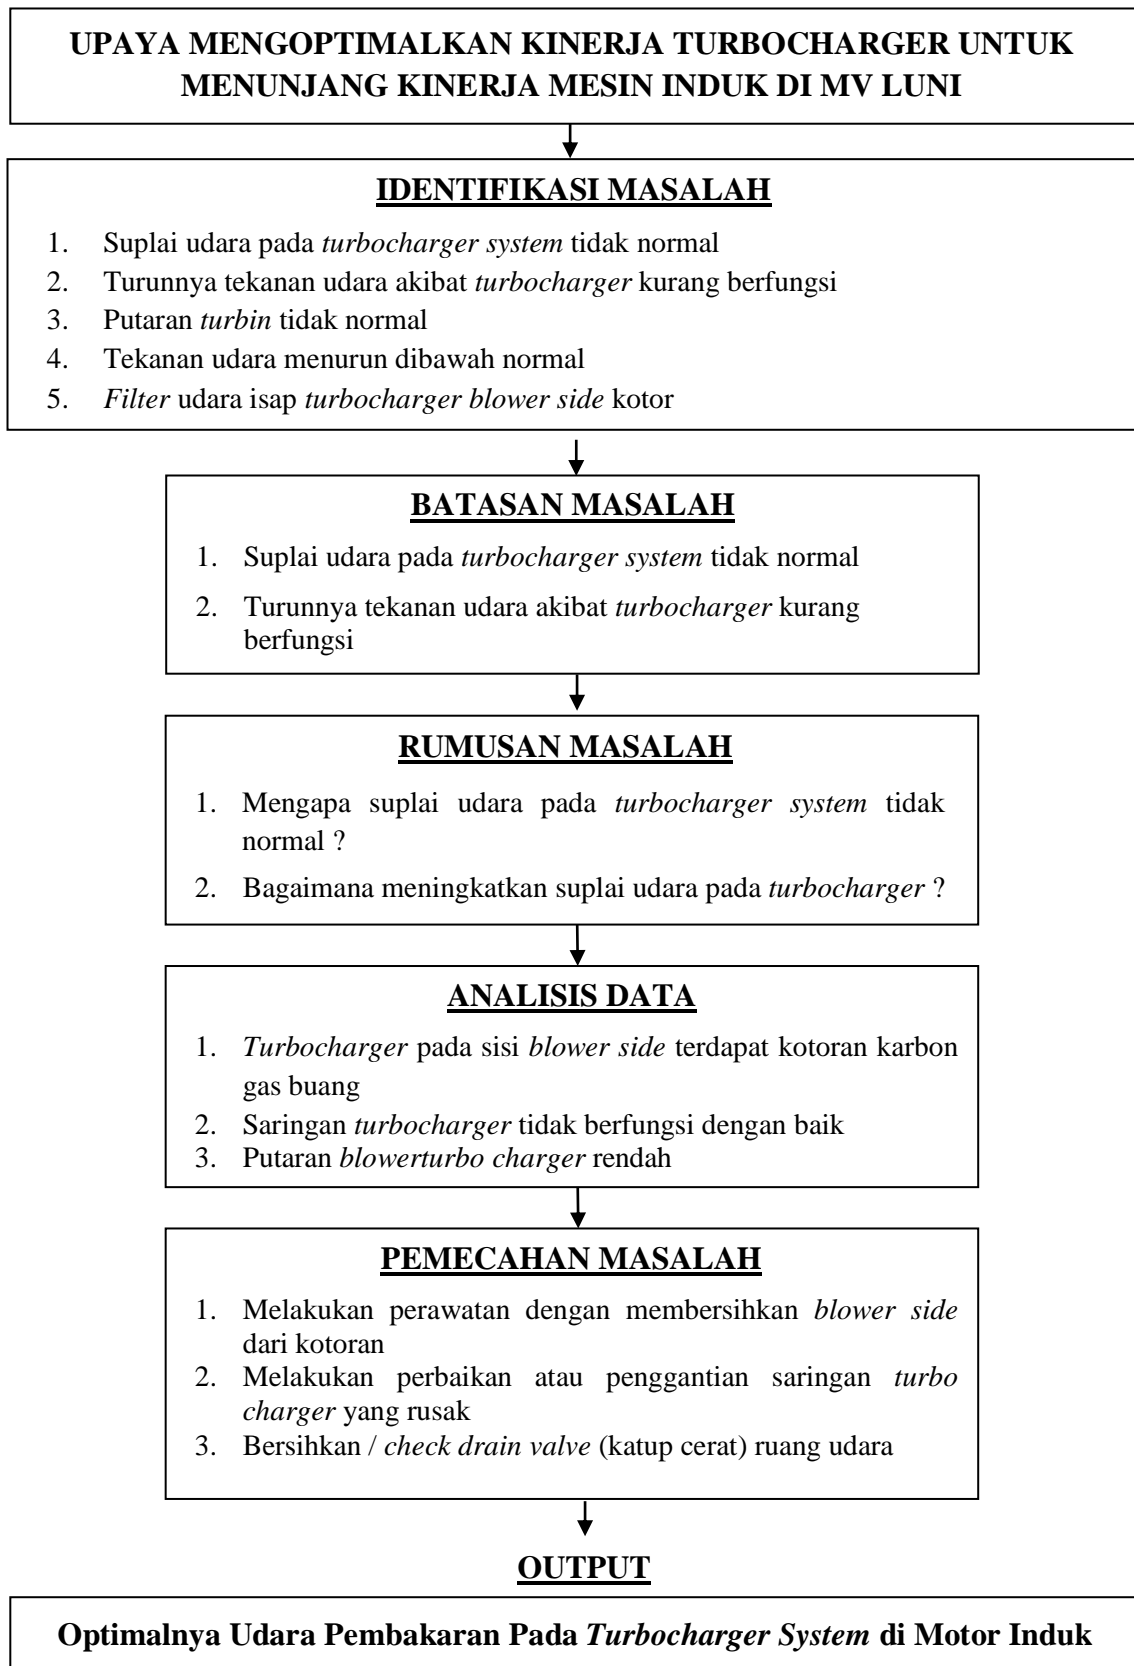 UPAYA MENGOPTIMALKAN KINERJA TURBOCHARGER UNTUK
MENUNJANG KINERJA MESIN INDUK DI MV LUNI
IDENTIFIKASI MASALAH
1. Suplai udara pada turbocharger system tidak normal
2. Turunnya tekanan udara akibat turbocharger kurang berfungsi
3. Putaran turbin tidak normal
4. Tekanan udara menurun dibawah normal
5. Filter udara isap turbocharger blower side kotor
BATASAN MASALAH
1. Suplai udara pada turbocharger system tidak normal
2. Turunnya tekanan udara akibat turbocharger kurang
berfungsi
RUMUSAN MASALAH
1. Mengapa suplai udara pada turbocharger system tidak
normal ?
2. Bagaimana meningkatkan suplai udara pada turbocharger ?
ANALISIS DATA
1. Turbocharger pada sisi blower side terdapat kotoran karbon
gas buang
2. Saringan turbocharger tidak berfungsi dengan baik
3. Putaran blowerturbo charger rendah
PEMECAHAN MASALAH
1. Melakukan perawatan dengan membersihkan blower side
dari kotoran
2. Melakukan perbaikan atau penggantian saringan turbo
charger yang rusak
3. Bersihkan / check drain valve (katup cerat) ruang udara
OUTPUT
Optimalnya Udara Pembakaran Pada Turbocharger System di Motor Induk